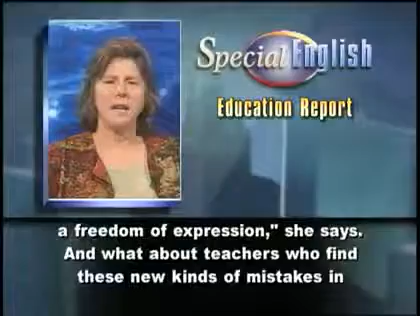 Special English
Education Report
a freedom of expression," she says.
And what about teachers who find
these new kinds of mistakes in